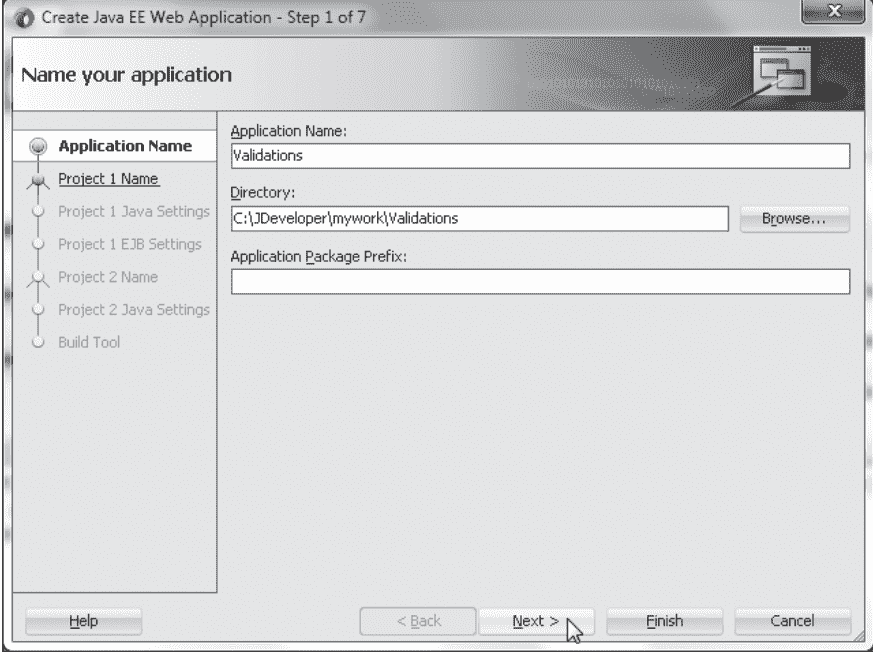 Create Java EE Web Application - Step 1 of 7
Name your application
Application Name
Project 1 Name
Project 1 Java Settings
Project 1 EJB Settings
Project 2 Name
Project 2 Java Settings
Build Tool
Application Name:
Validations
Directory:
C:\JDeveloper\mywork\Validations
Browse...
Application Package Prefix:
Help
< Back
Next >
Finish
Cancel